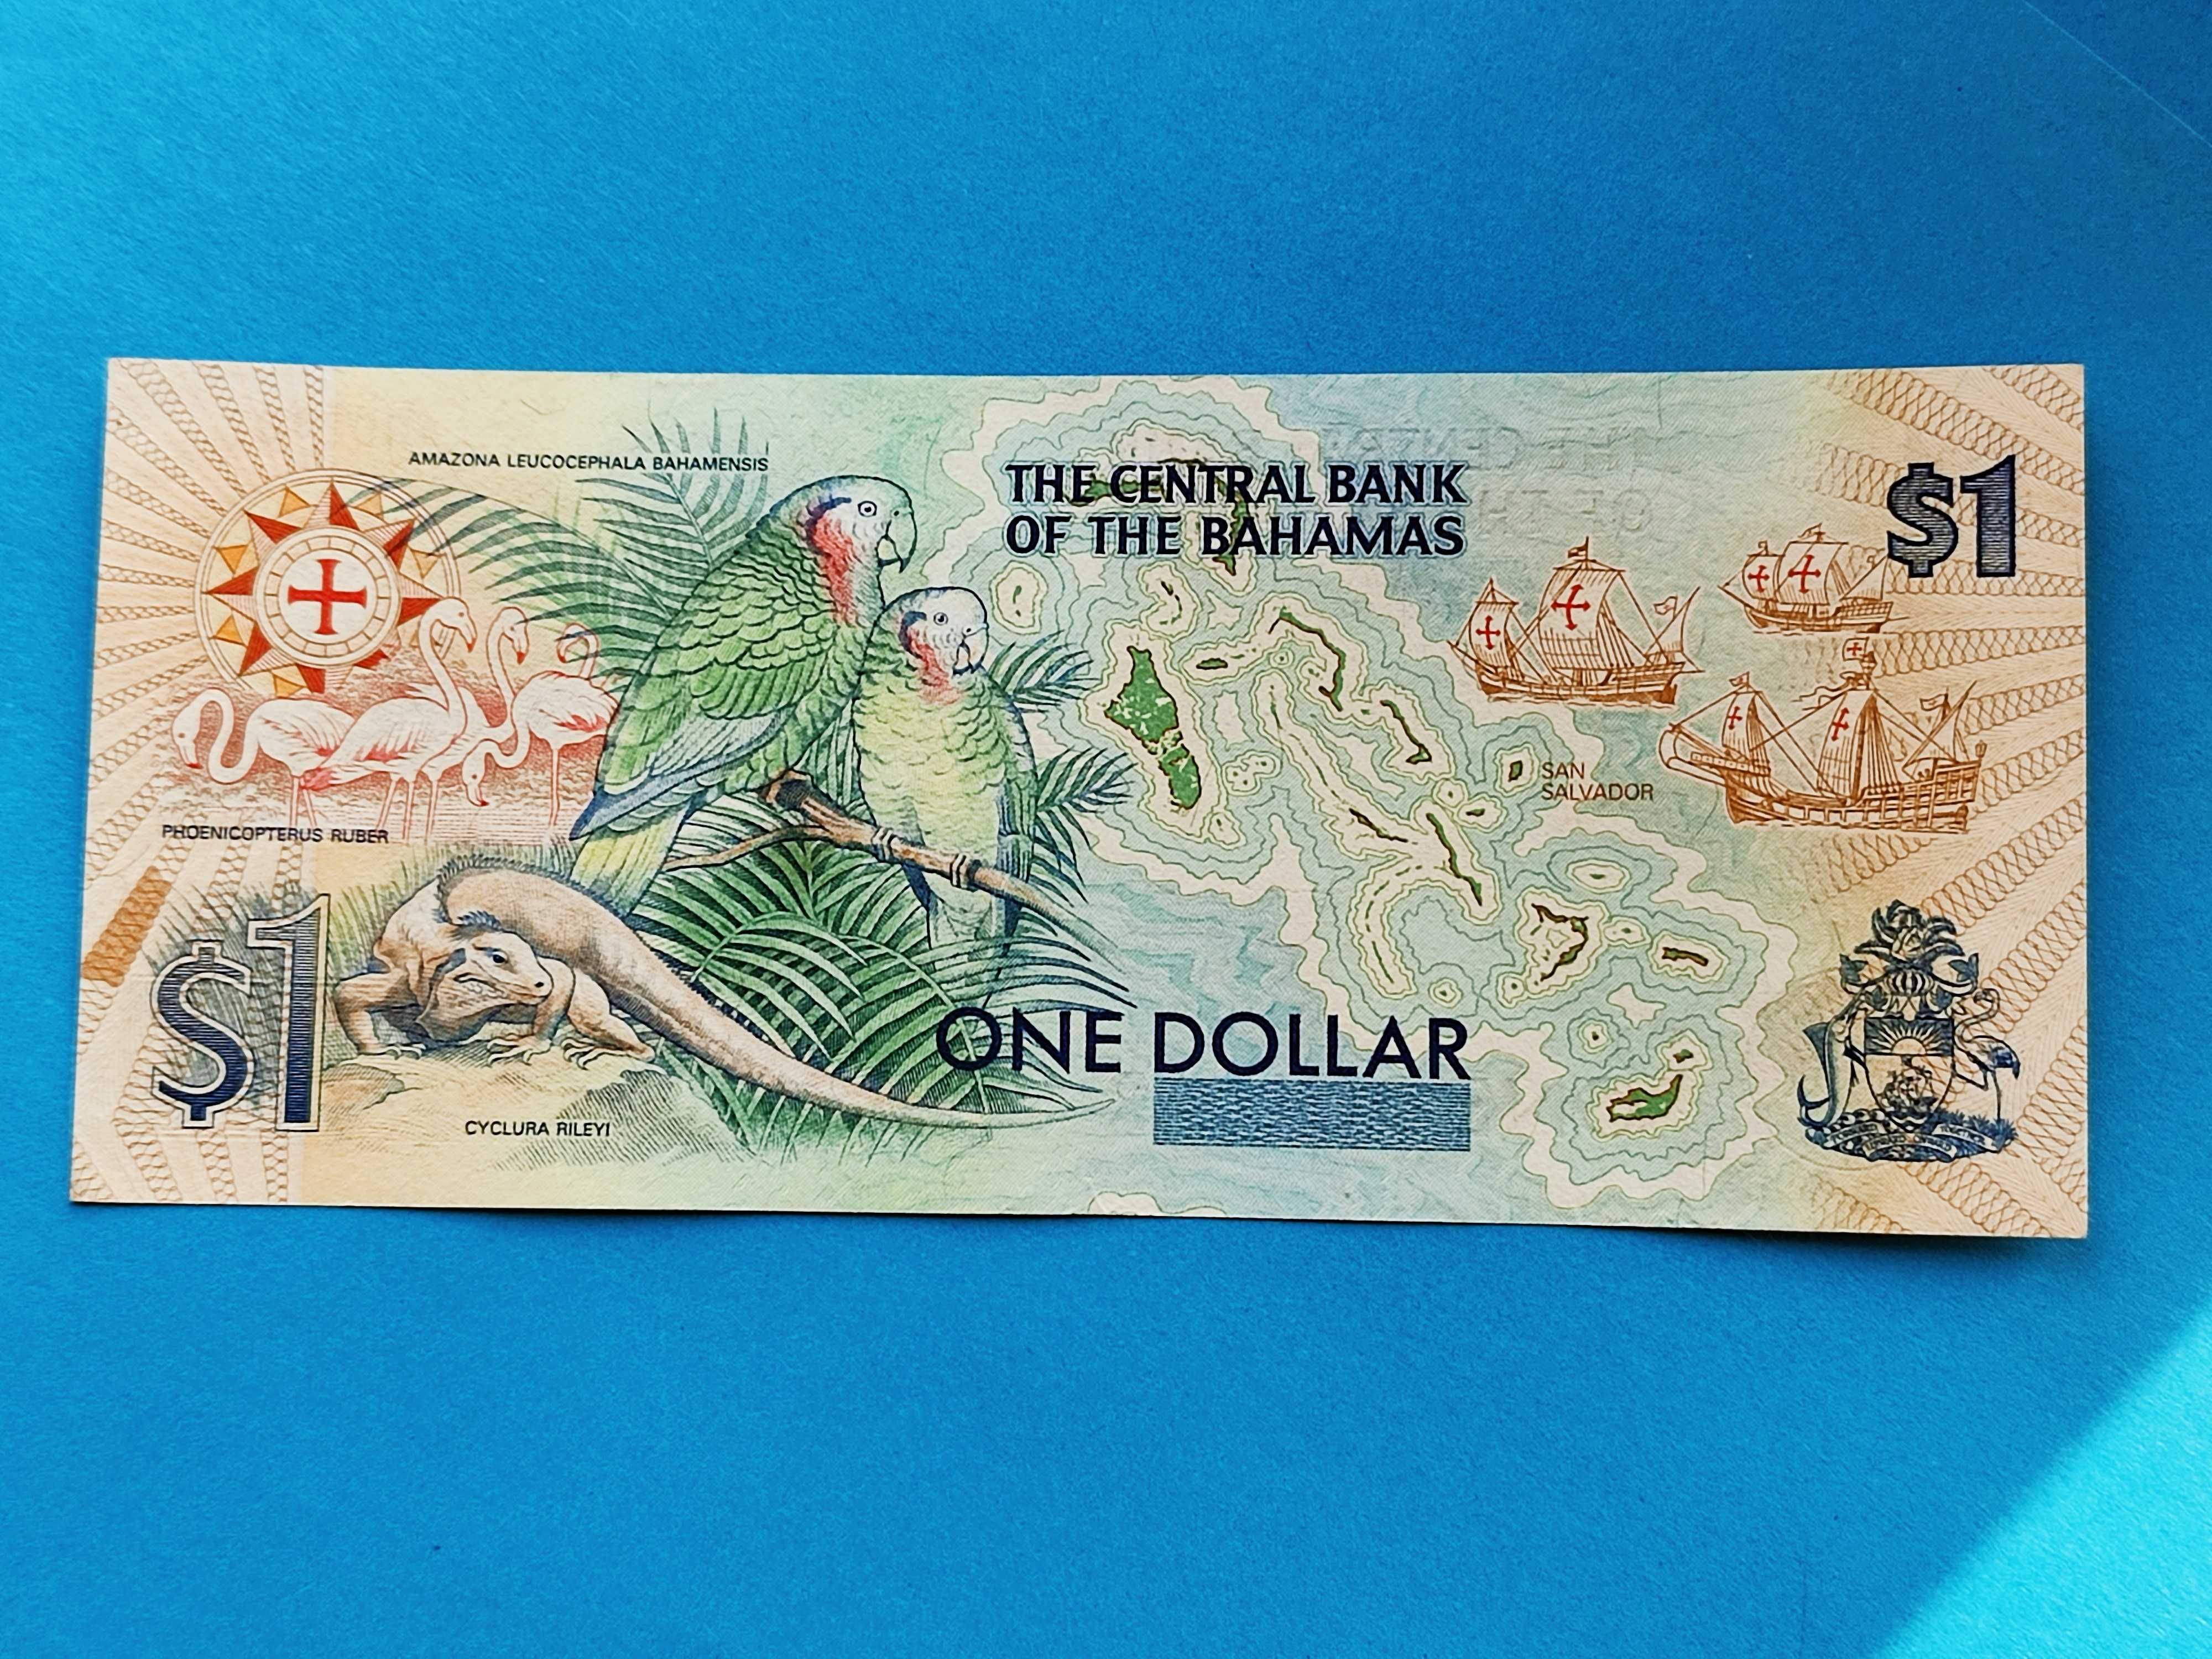 AMAZONA LEUCOCEPHALA BAHAMENSIS
THE CENTRAL BANK
OF THE BAHAMAS
$1
SAN
SALVADOR
PHOENICOPTERUS RUBER
$1
ONE DOLLAR
CYCLURA RILEYI